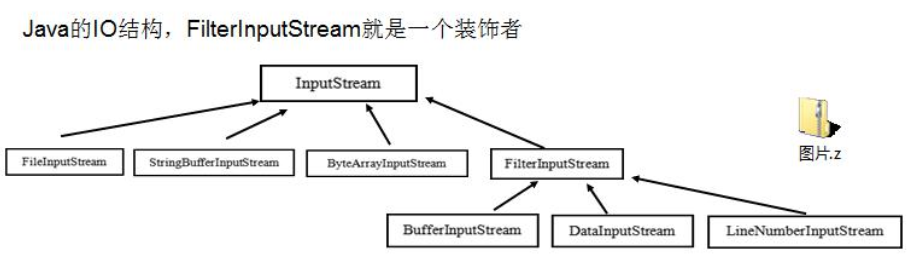 Java的IO结构，FilterInputStream就是一个装饰者
InputStream
FileInputStream
StringBufferInputStream
ByteArrayInputStream
FilterInputStream
图片.z
BufferInputStream
DataInputStream
LineNumberInputStream